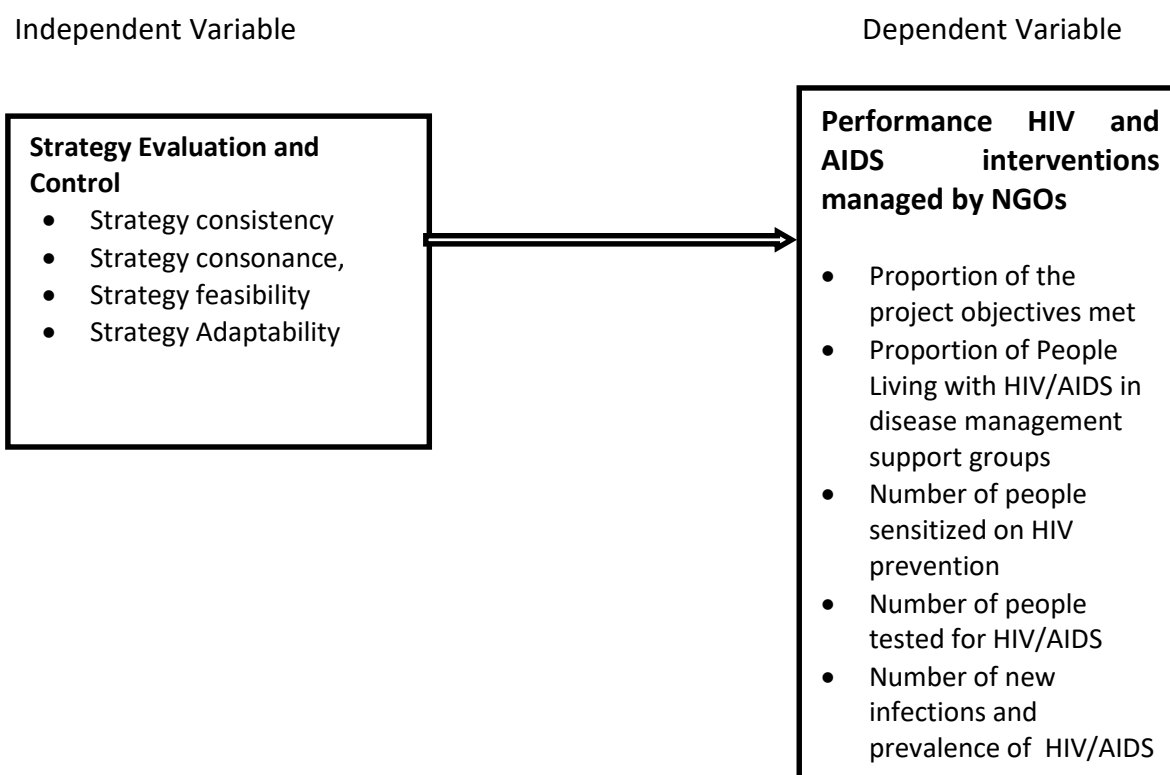 Independent Variable
Dependent Variable
Strategy Evaluation and
Control
• Strategy consistency
• Strategy consonance,
• Strategy feasibility
• Strategy Adaptability
Performance HIV and
AIDS interventions
managed by NGOs
• Proportion of the
project objectives met
• Proportion of People
Living with HIV/AIDS in
disease management
support groups
• Number of people
sensitized on HIV
prevention
• Number of people
tested for HIV/AIDS
• Number of new
infections and
prevalence of HIV/AIDS